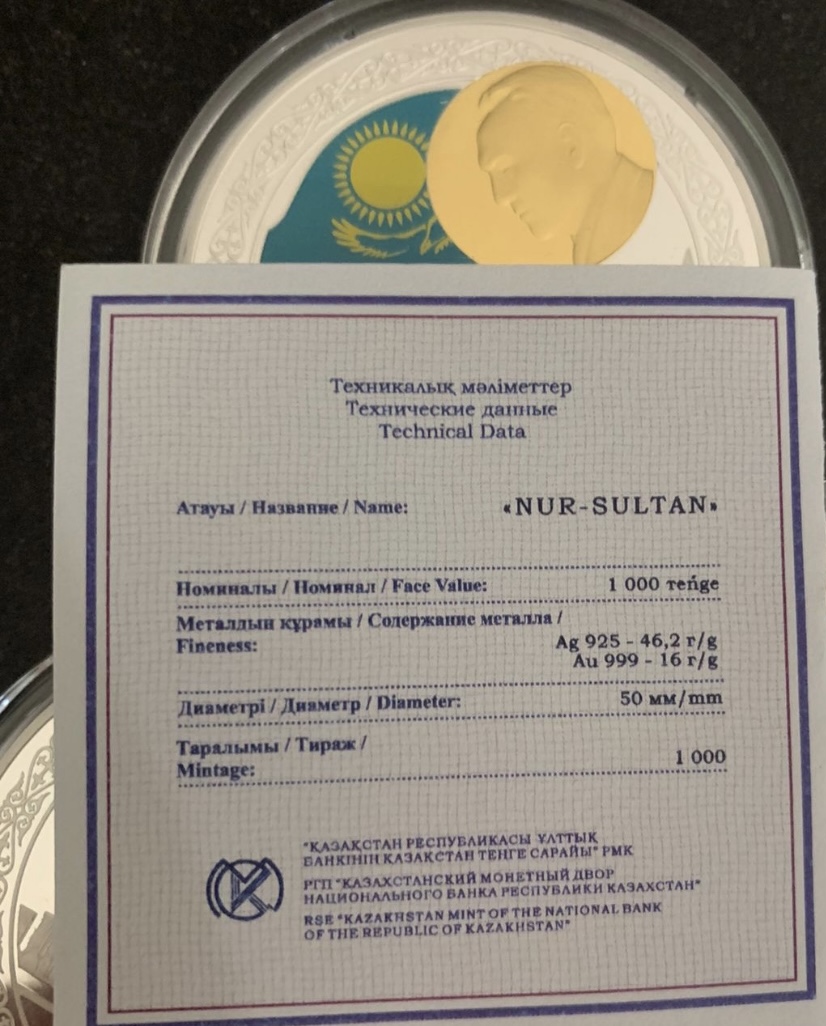 Техникалық мәліметтер
Технические данные
Technical Data
Атауы / Название / Name: «NUR-SULTAN»
Номиналы / Номинал / Face Value: 1 000 теńge
Металдың құрамы / Содержание металла /
Fineness: Ag 925 - 46,2 г/g
Au 999 - 16 г/g
Диаметрі / Диаметр / Diameter: 50 мм/mm
Таралымы / Тираж /
Mintage: 1 000
"ҚАЗАҚСТАН РЕСПУБЛИКАСЫ ҰЛТТЫҚ
БАНКІНІҢ ҚАЗАҚСТАН ТЕҢГЕ САРАЙЫ" РМК
РГП "КАЗАХСТАНСКИЙ МОНЕТНЫЙ ДВОР
НАЦИОНАЛЬНОГО БАНКА РЕСПУБЛИКИ КАЗАХСТАН"
RSE "KAZAKHSTAN MINT OF THE NATIONAL BANK
OF THE REPUBLIC OF KAZAKHSTAN"